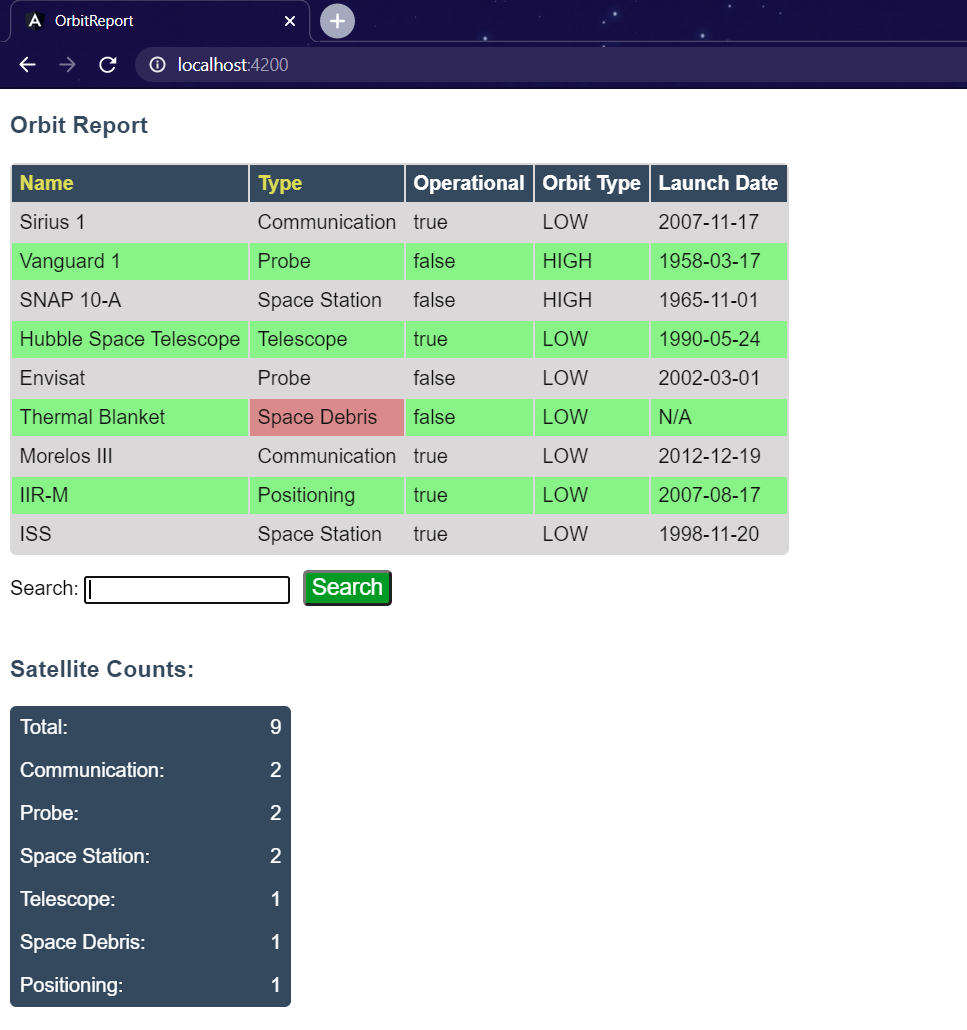 OrbitReport
localhost:4200
Orbit Report
Name Type Operational Orbit Type Launch Date
Sirius 1 Communication true LOW 2007-11-17
Vanguard 1 Probe false HIGH 1958-03-17
SNAP 10-A Space Station false HIGH 1965-11-01
Hubble Space Telescope Telescope true LOW 1990-05-24
Envisat Probe false LOW 2002-03-01
Thermal Blanket Space Debris false LOW N/A
Morelos III Communication true LOW 2012-12-19
IIR-M Positioning true LOW 2007-08-17
ISS Space Station true LOW 1998-11-20
Search: Search
Satellite Counts:
Total: 9
Communication: 2
Probe: 2
Space Station: 2
Telescope: 1
Space Debris: 1
Positioning: 1